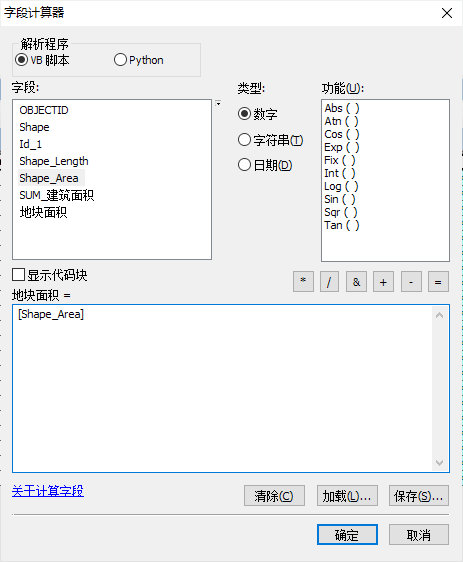 字段计算器
解析程序
VB 脚本
Python
字段:
类型:
功能(U):
OBJECTID
Shape
Id_1
Shape_Length
Shape_Area
SUM_建筑面积
地块面积
数字
字符串(T)
日期(D)
Abs ( )
Atn ( )
Cos ( )
Exp ( )
Fix ( )
Int ( )
Log ( )
Sin ( )
Sqr ( )
Tan ( )
显示代码块
* / & + - =
地块面积 =
[Shape_Area]
关于计算字段
清除(C)
加载(L)...
保存(S)...
确定
取消